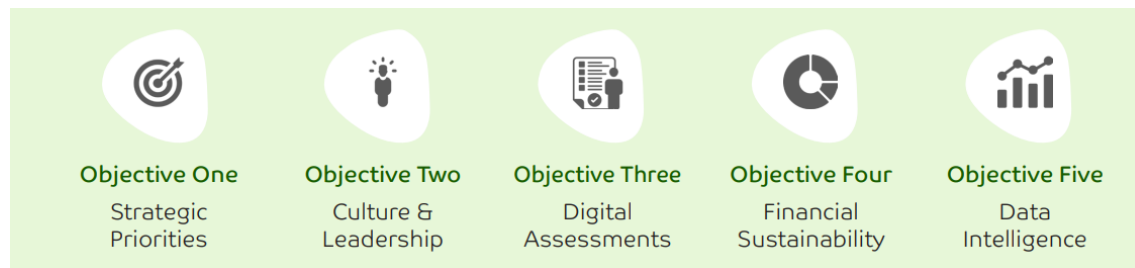 Objective One
Strategic
Priorities
Objective Two
Culture &
Leadership
Objective Three
Digital
Assessments
Objective Four
Financial
Sustainability
Objective Five
Data
Intelligence